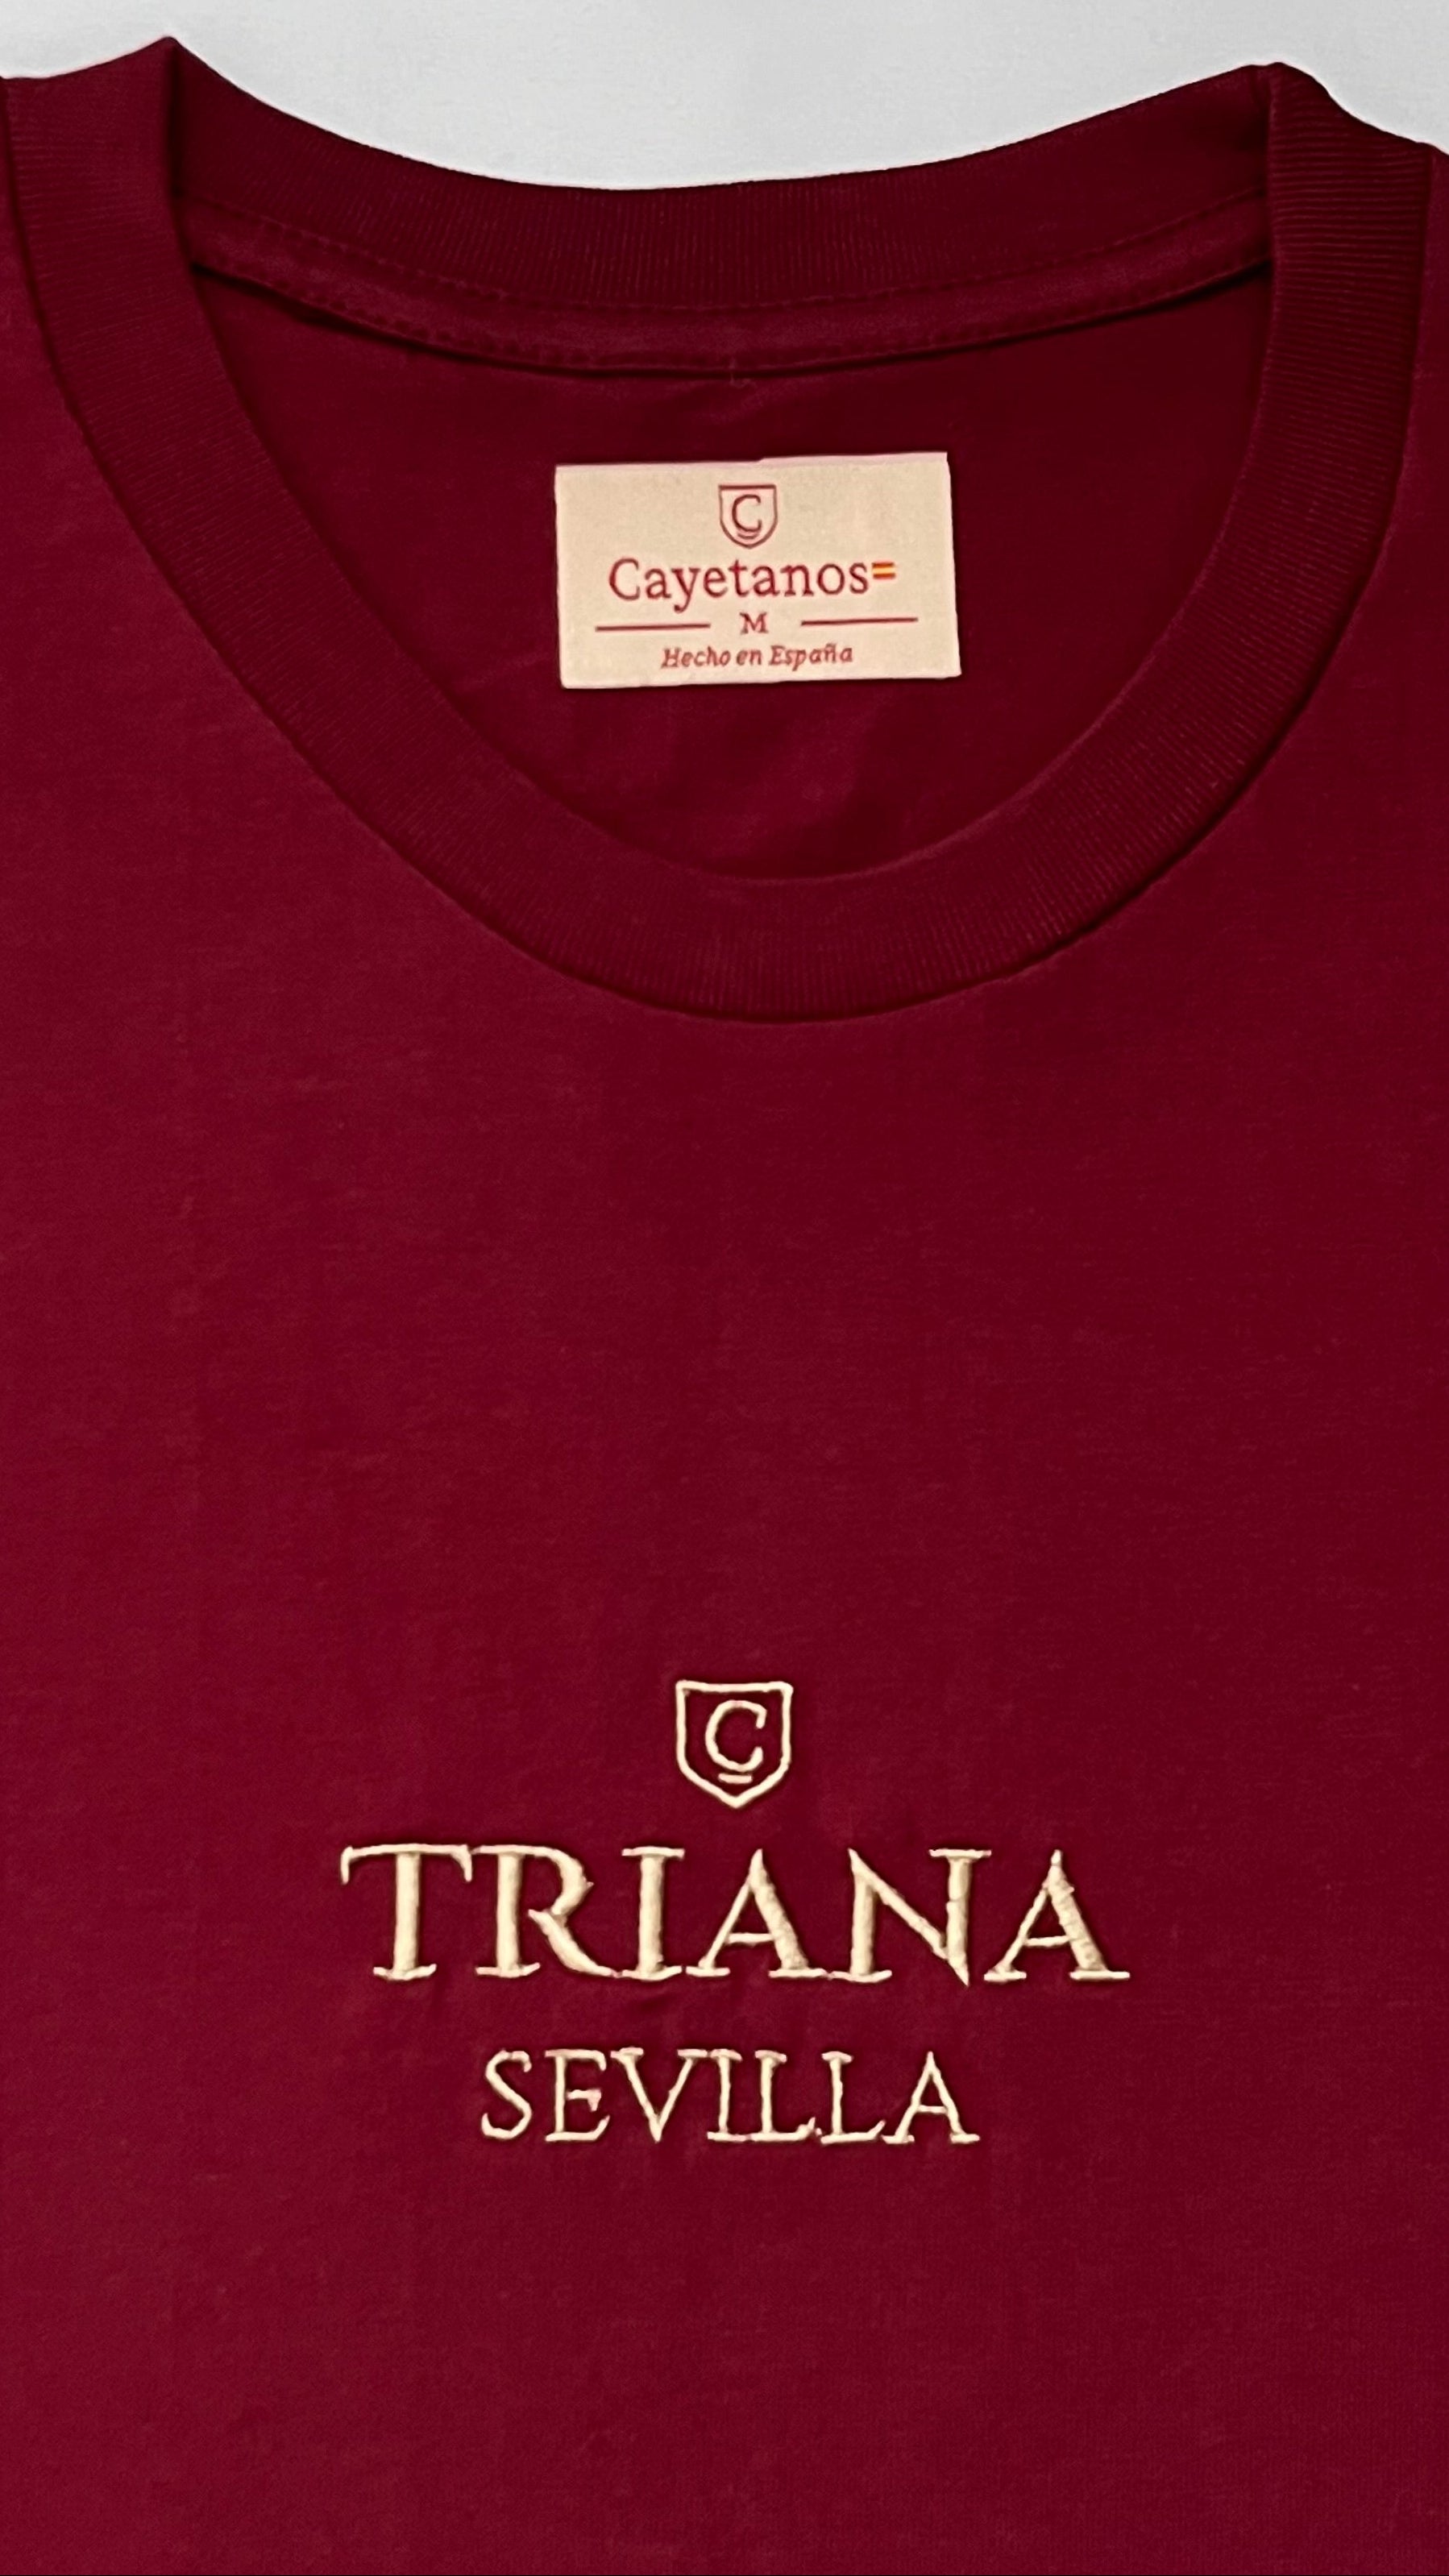 C
Cayetanos
M
Hecho en España
C
TRIANA
SEVILLA